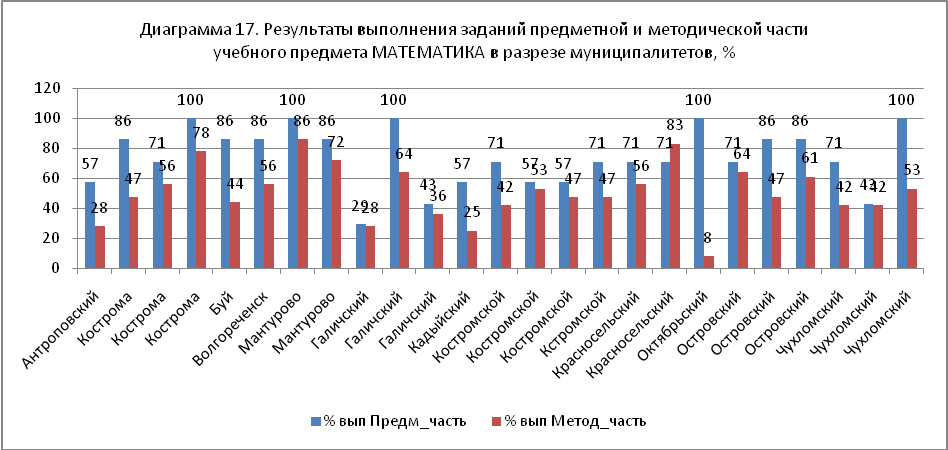 Диаграмма 17. Результаты выполнения заданий предметной и методической части
учебного предмета МАТЕМАТИКА в разрезе муниципалитетов, %
120
100
80
60
40
20
0
57 28
86 47
71 56
100 78
86 44
86 56
100 86
86 72
29 28
100 64
43 36
57 25
71 42
57 53
57 47
71 47
71 56
71 83
100 8
71 64
86 47
86 61
71 42
43 42
100 53
Антроповский
Кострома
Кострома
Кострома
Буй
Волгореченск
Мантурово
Мантурово
Галичский
Галичский
Галичский
Кадыйский
Костромской
Костромской
Костромской
Кстромской
Красносельский
Красносельский
Октябрьский
Островский
Островский
Островский
Чухломский
Чухломский
Чухломский
% вып Предм_часть % вып Метод_часть